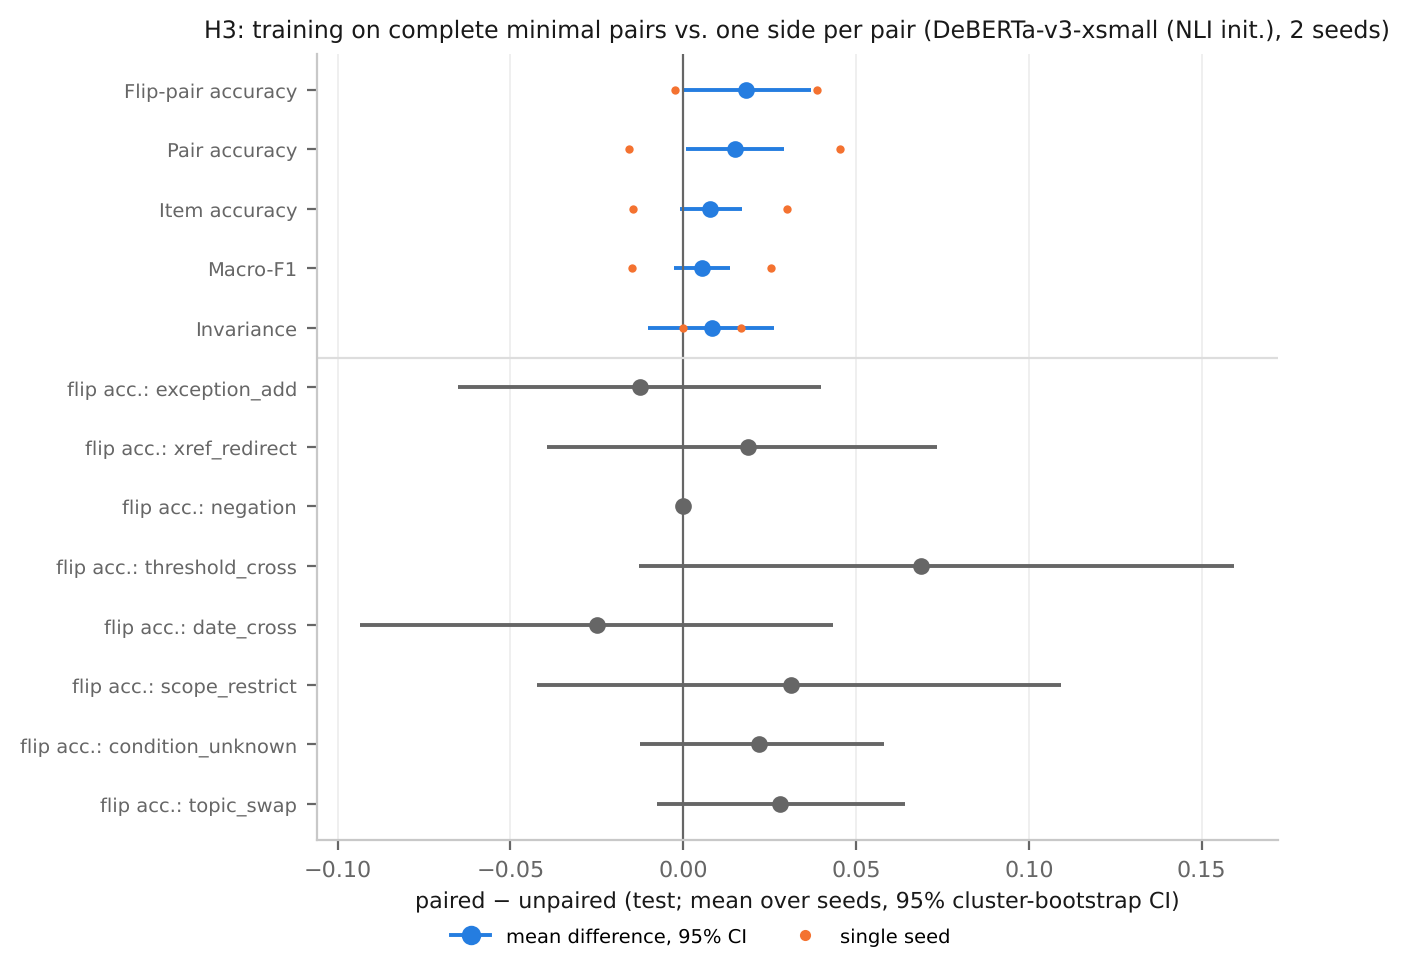 H3: training on complete minimal pairs vs. one side per pair (DeBERTa-v3-xsmall (NLI init.), 2 seeds)
Flip-pair accuracy
Pair accuracy
Item accuracy
Macro-F1
Invariance
flip acc.: exception_add
flip acc.: xref_redirect
flip acc.: negation
flip acc.: threshold_cross
flip acc.: date_cross
flip acc.: scope_restrict
flip acc.: condition_unknown
flip acc.: topic_swap
−0.10 −0.05 0.00 0.05 0.10 0.15
paired − unpaired (test; mean over seeds, 95% cluster-bootstrap CI)
mean difference, 95% CI single seed